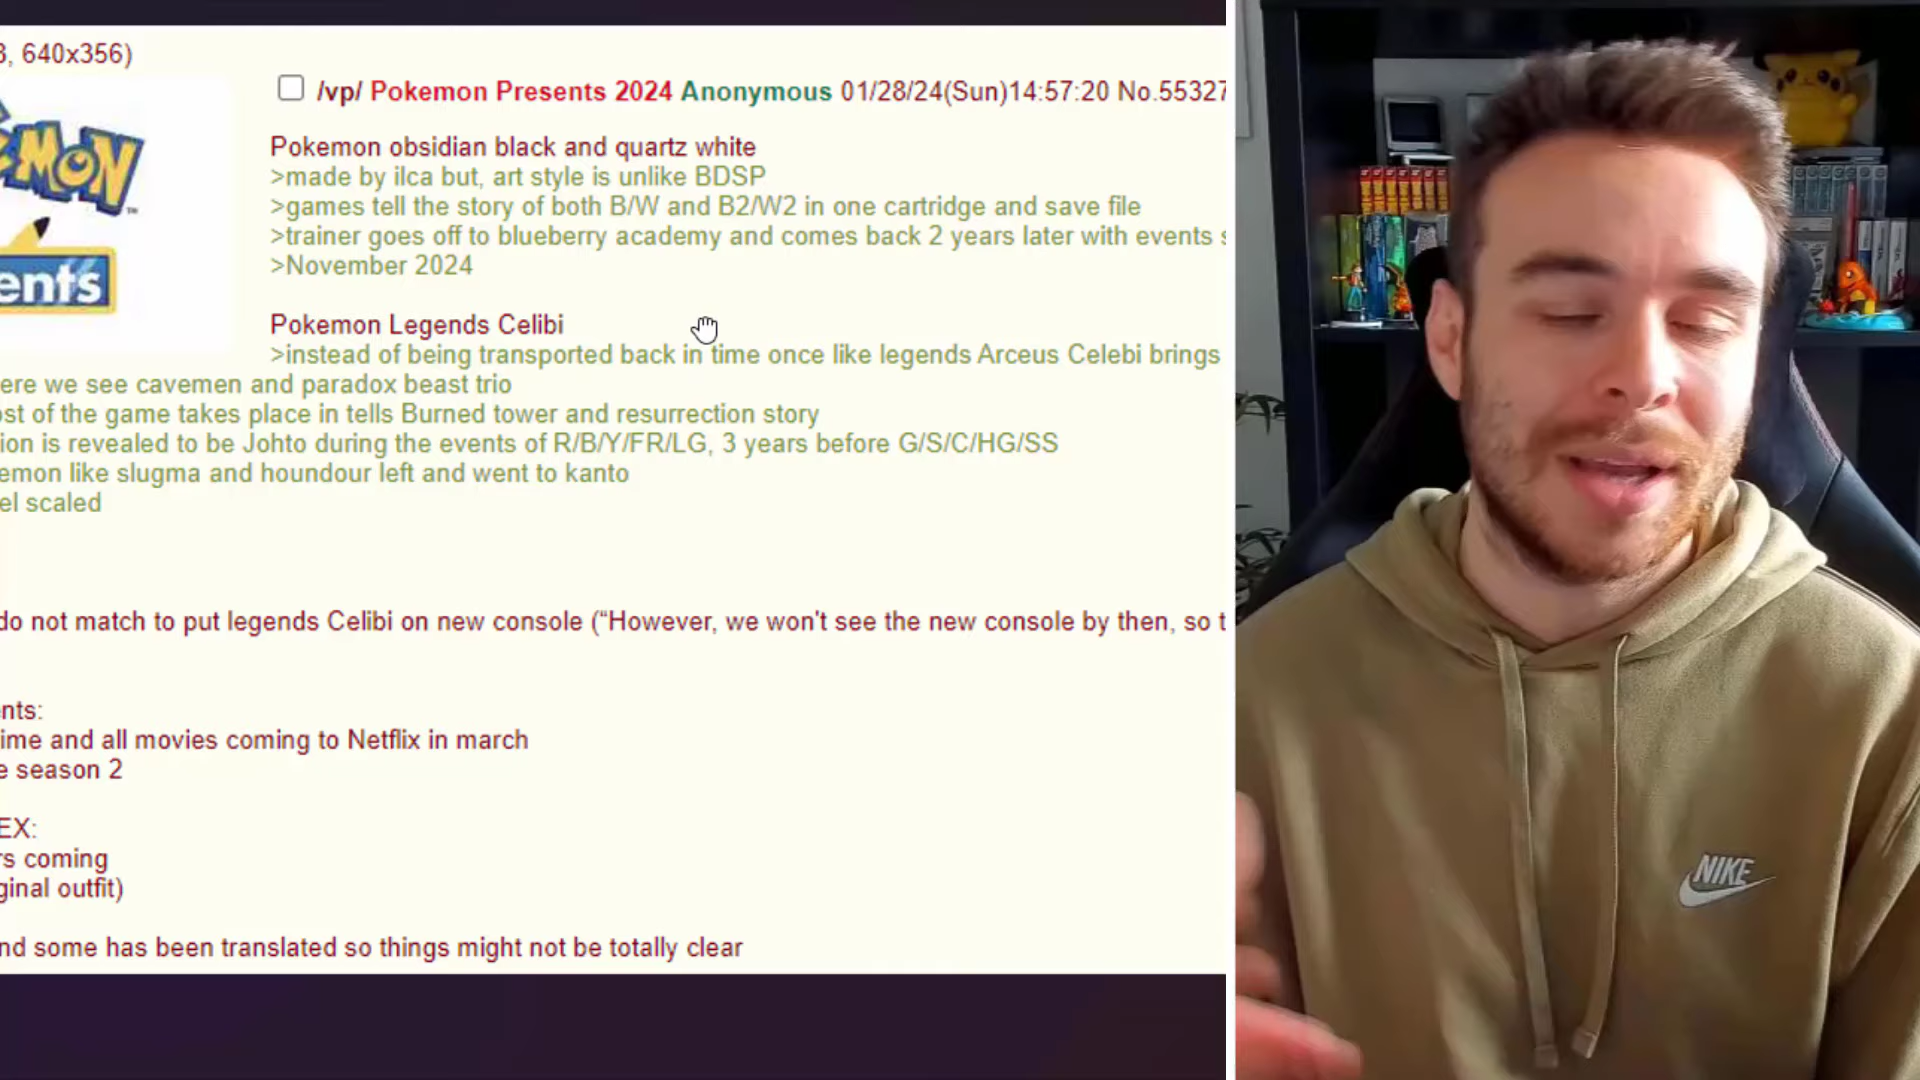 3, 640x356)
/vp/ Pokemon Presents 2024 Anonymous 01/28/24(Sun)14:57:20 No.55327
Pokemon obsidian black and quartz white
>made by ilca but, art style is unlike BDSP
>games tell the story of both B/W and B2/W2 in one cartridge and save file
>trainer goes off to blueberry academy and comes back 2 years later with events s
>November 2024
Pokemon Legends Celibi
>instead of being transported back in time once like legends Arceus Celebi brings
ere we see cavemen and paradox beast trio
ost of the game takes place in tells Burned tower and resurrection story
ion is revealed to be Johto during the events of R/B/Y/FR/LG, 3 years before G/S/C/HG/SS
emon like slugma and houndour left and went to kanto
el scaled
do not match to put legends Celibi on new console (“However, we won't see the new console by then, so t
nts:
ime and all movies coming to Netflix in march
e season 2
EX:
rs coming
ginal outfit)
nd some has been translated so things might not be totally clear
éMON
TM
ents
NIKE